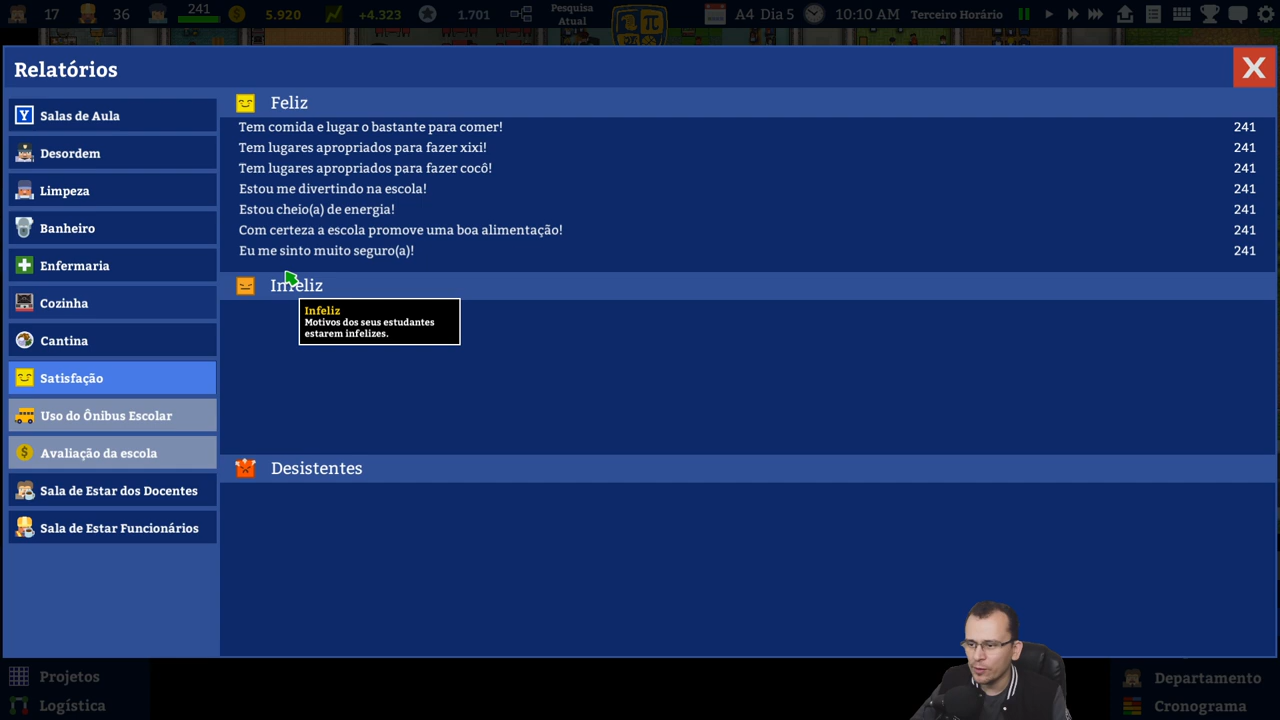 17 36 241 5.920 +4.323 1.701 Pesquisa Atual A4 Dia 5 10:10 AM Terceiro Horário
Relatórios
X
Salas de Aula
Desordem
Limpeza
Banheiro
Enfermaria
Cozinha
Cantina
Satisfação
Uso do Ônibus Escolar
Avaliação da escola
Sala de Estar dos Docentes
Sala de Estar Funcionários
Feliz
Tem comida e lugar o bastante para comer! 241
Tem lugares apropriados para fazer xixi! 241
Tem lugares apropriados para fazer cocô! 241
Estou me divertindo na escola! 241
Estou cheio(a) de energia! 241
Com certeza a escola promove uma boa alimentação! 241
Eu me sinto muito seguro(a)! 241
Infeliz
Infeliz
Motivos dos seus estudantes
estarem infelizes.
Desistentes
Projetos
Logística
Departamento
Cronograma